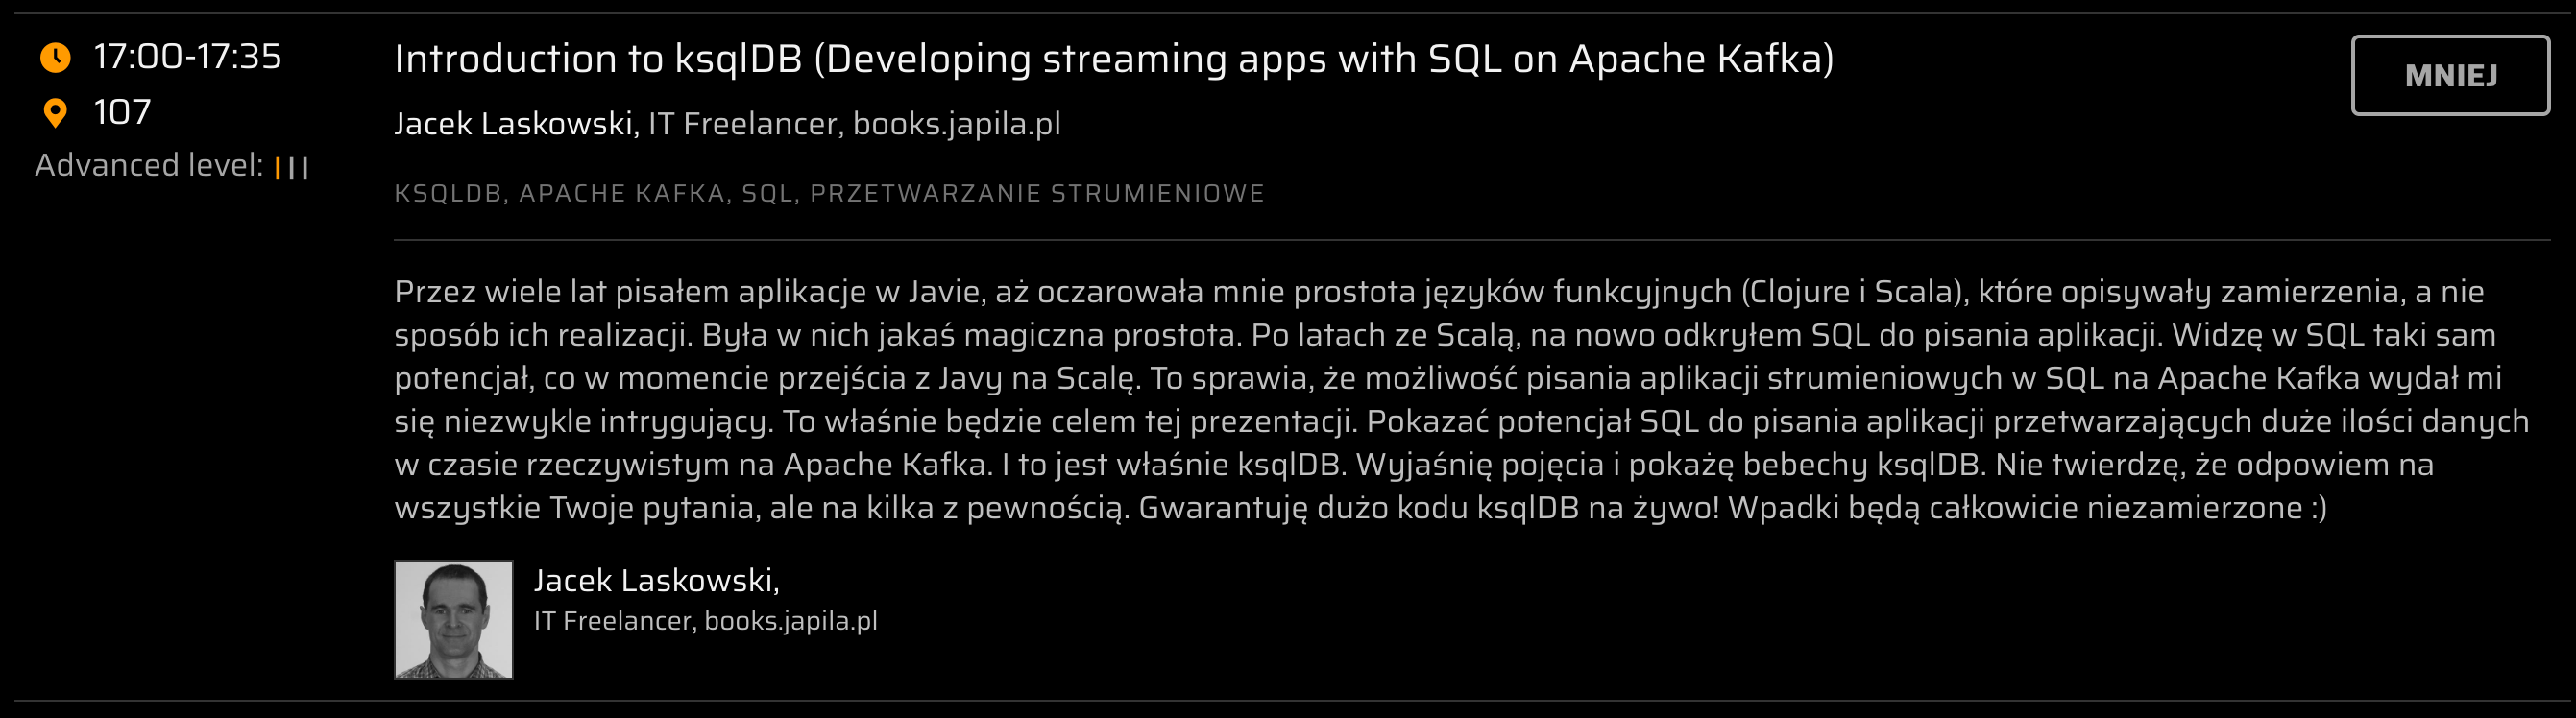 17:00-17:35
107
Advanced level:
Introduction to ksqlDB (Developing streaming apps with SQL on Apache Kafka)
Jacek Laskowski, IT Freelancer, books.japila.pl
KSQLDB, APACHE KAFKA, SQL, PRZETWARZANIE STRUMIENIOWE
MNIEJ
Przez wiele lat pisałem aplikacje w Javie, aż oczarowała mnie prostota języków funkcyjnych (Clojure i Scala), które opisywały zamierzenia, a nie
sposób ich realizacji. Była w nich jakaś magiczna prostota. Po latach ze Scalą, na nowo odkryłem SQL do pisania aplikacji. Widzę w SQL taki sam
potencjał, co w momencie przejścia z Javy na Scalę. To sprawia, że możliwość pisania aplikacji strumieniowych w SQL na Apache Kafka wydał mi
się niezwykle intrygujący. To właśnie będzie celem tej prezentacji. Pokazać potencjał SQL do pisania aplikacji przetwarzających duże ilości danych
w czasie rzeczywistym na Apache Kafka. I to jest właśnie ksqlDB. Wyjaśnię pojęcia i pokażę bebechy ksqlDB. Nie twierdzę, że odpowiem na
wszystkie Twoje pytania, ale na kilka z pewnością. Gwarantuję dużo kodu ksqlDB na żywo! Wpadki będą całkowicie niezamierzone :)
Jacek Laskowski,
IT Freelancer, books.japila.pl